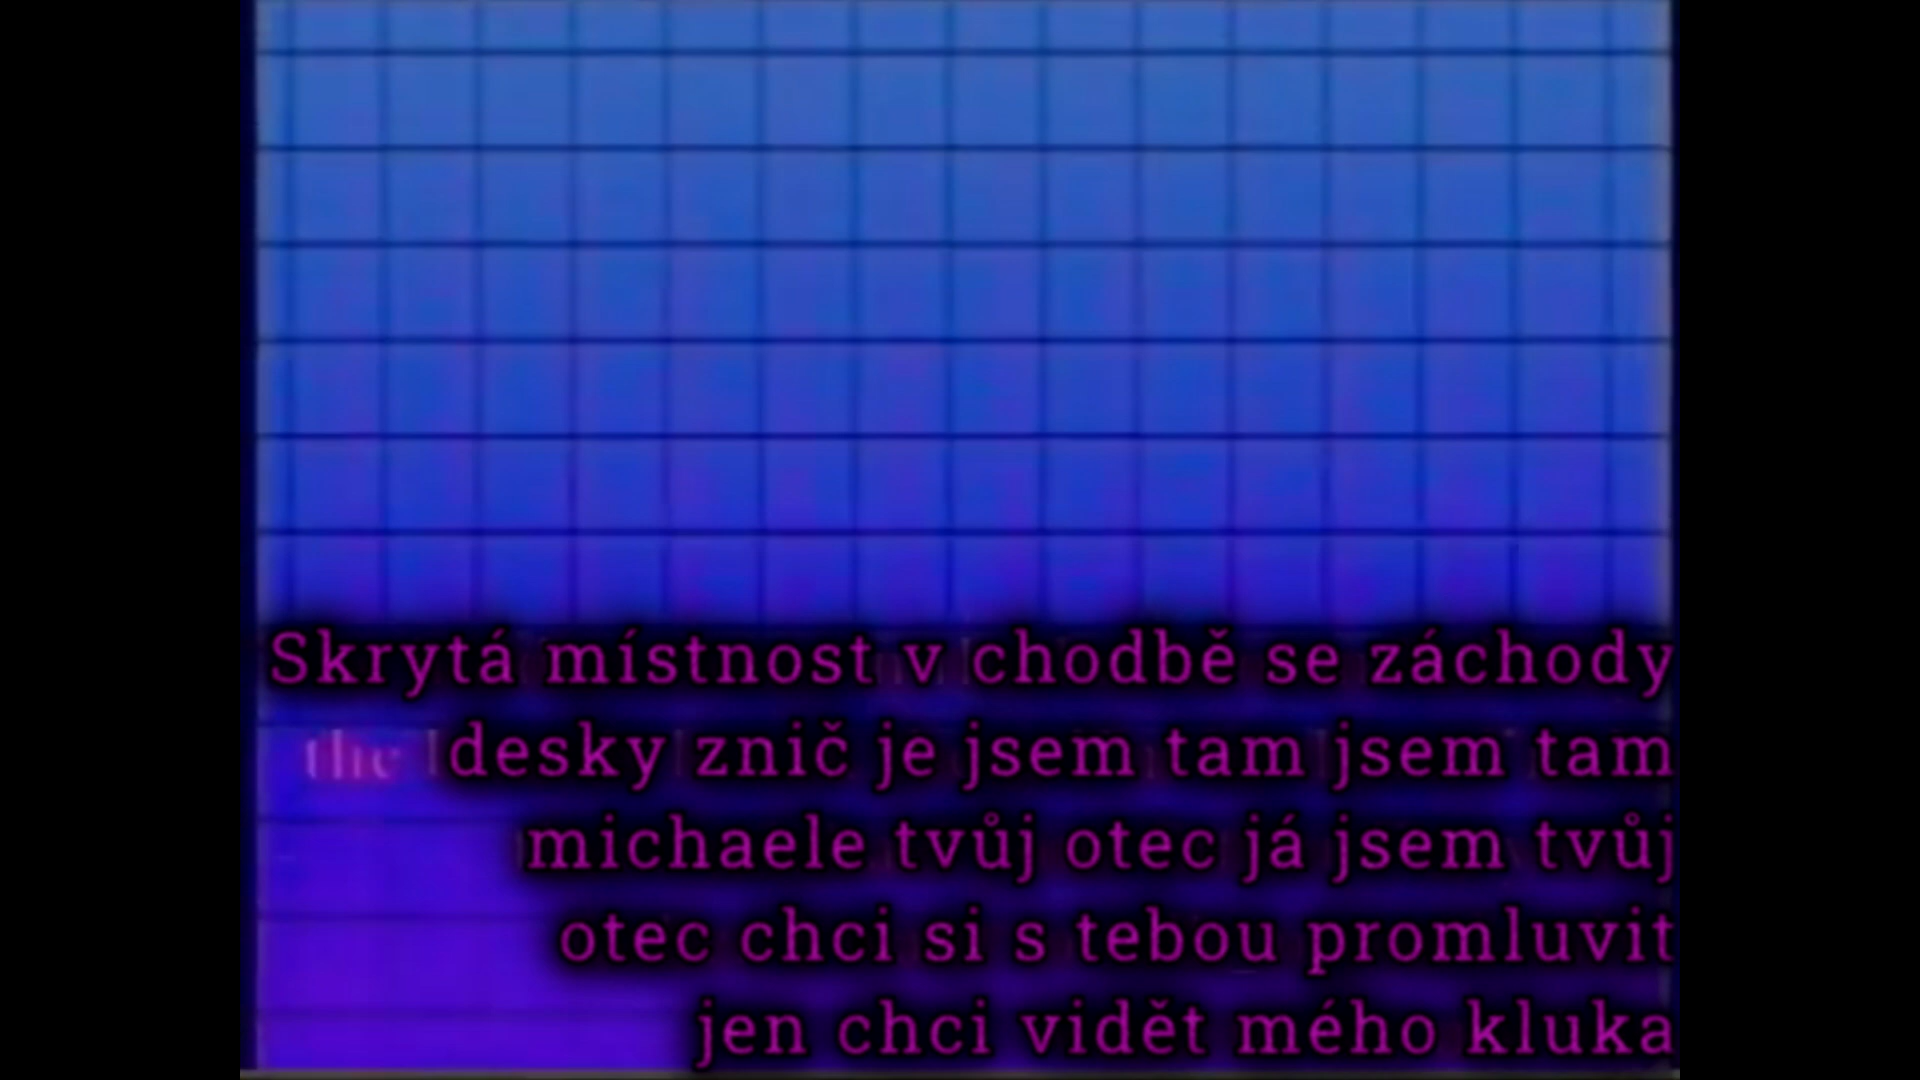 Skrytá místnost v chodbě se záchody
the desky znič je jsem tam jsem tam
michaele tvůj otec já jsem tvůj
otec chci si s tebou promluvit
jen chci vidět mého kluka